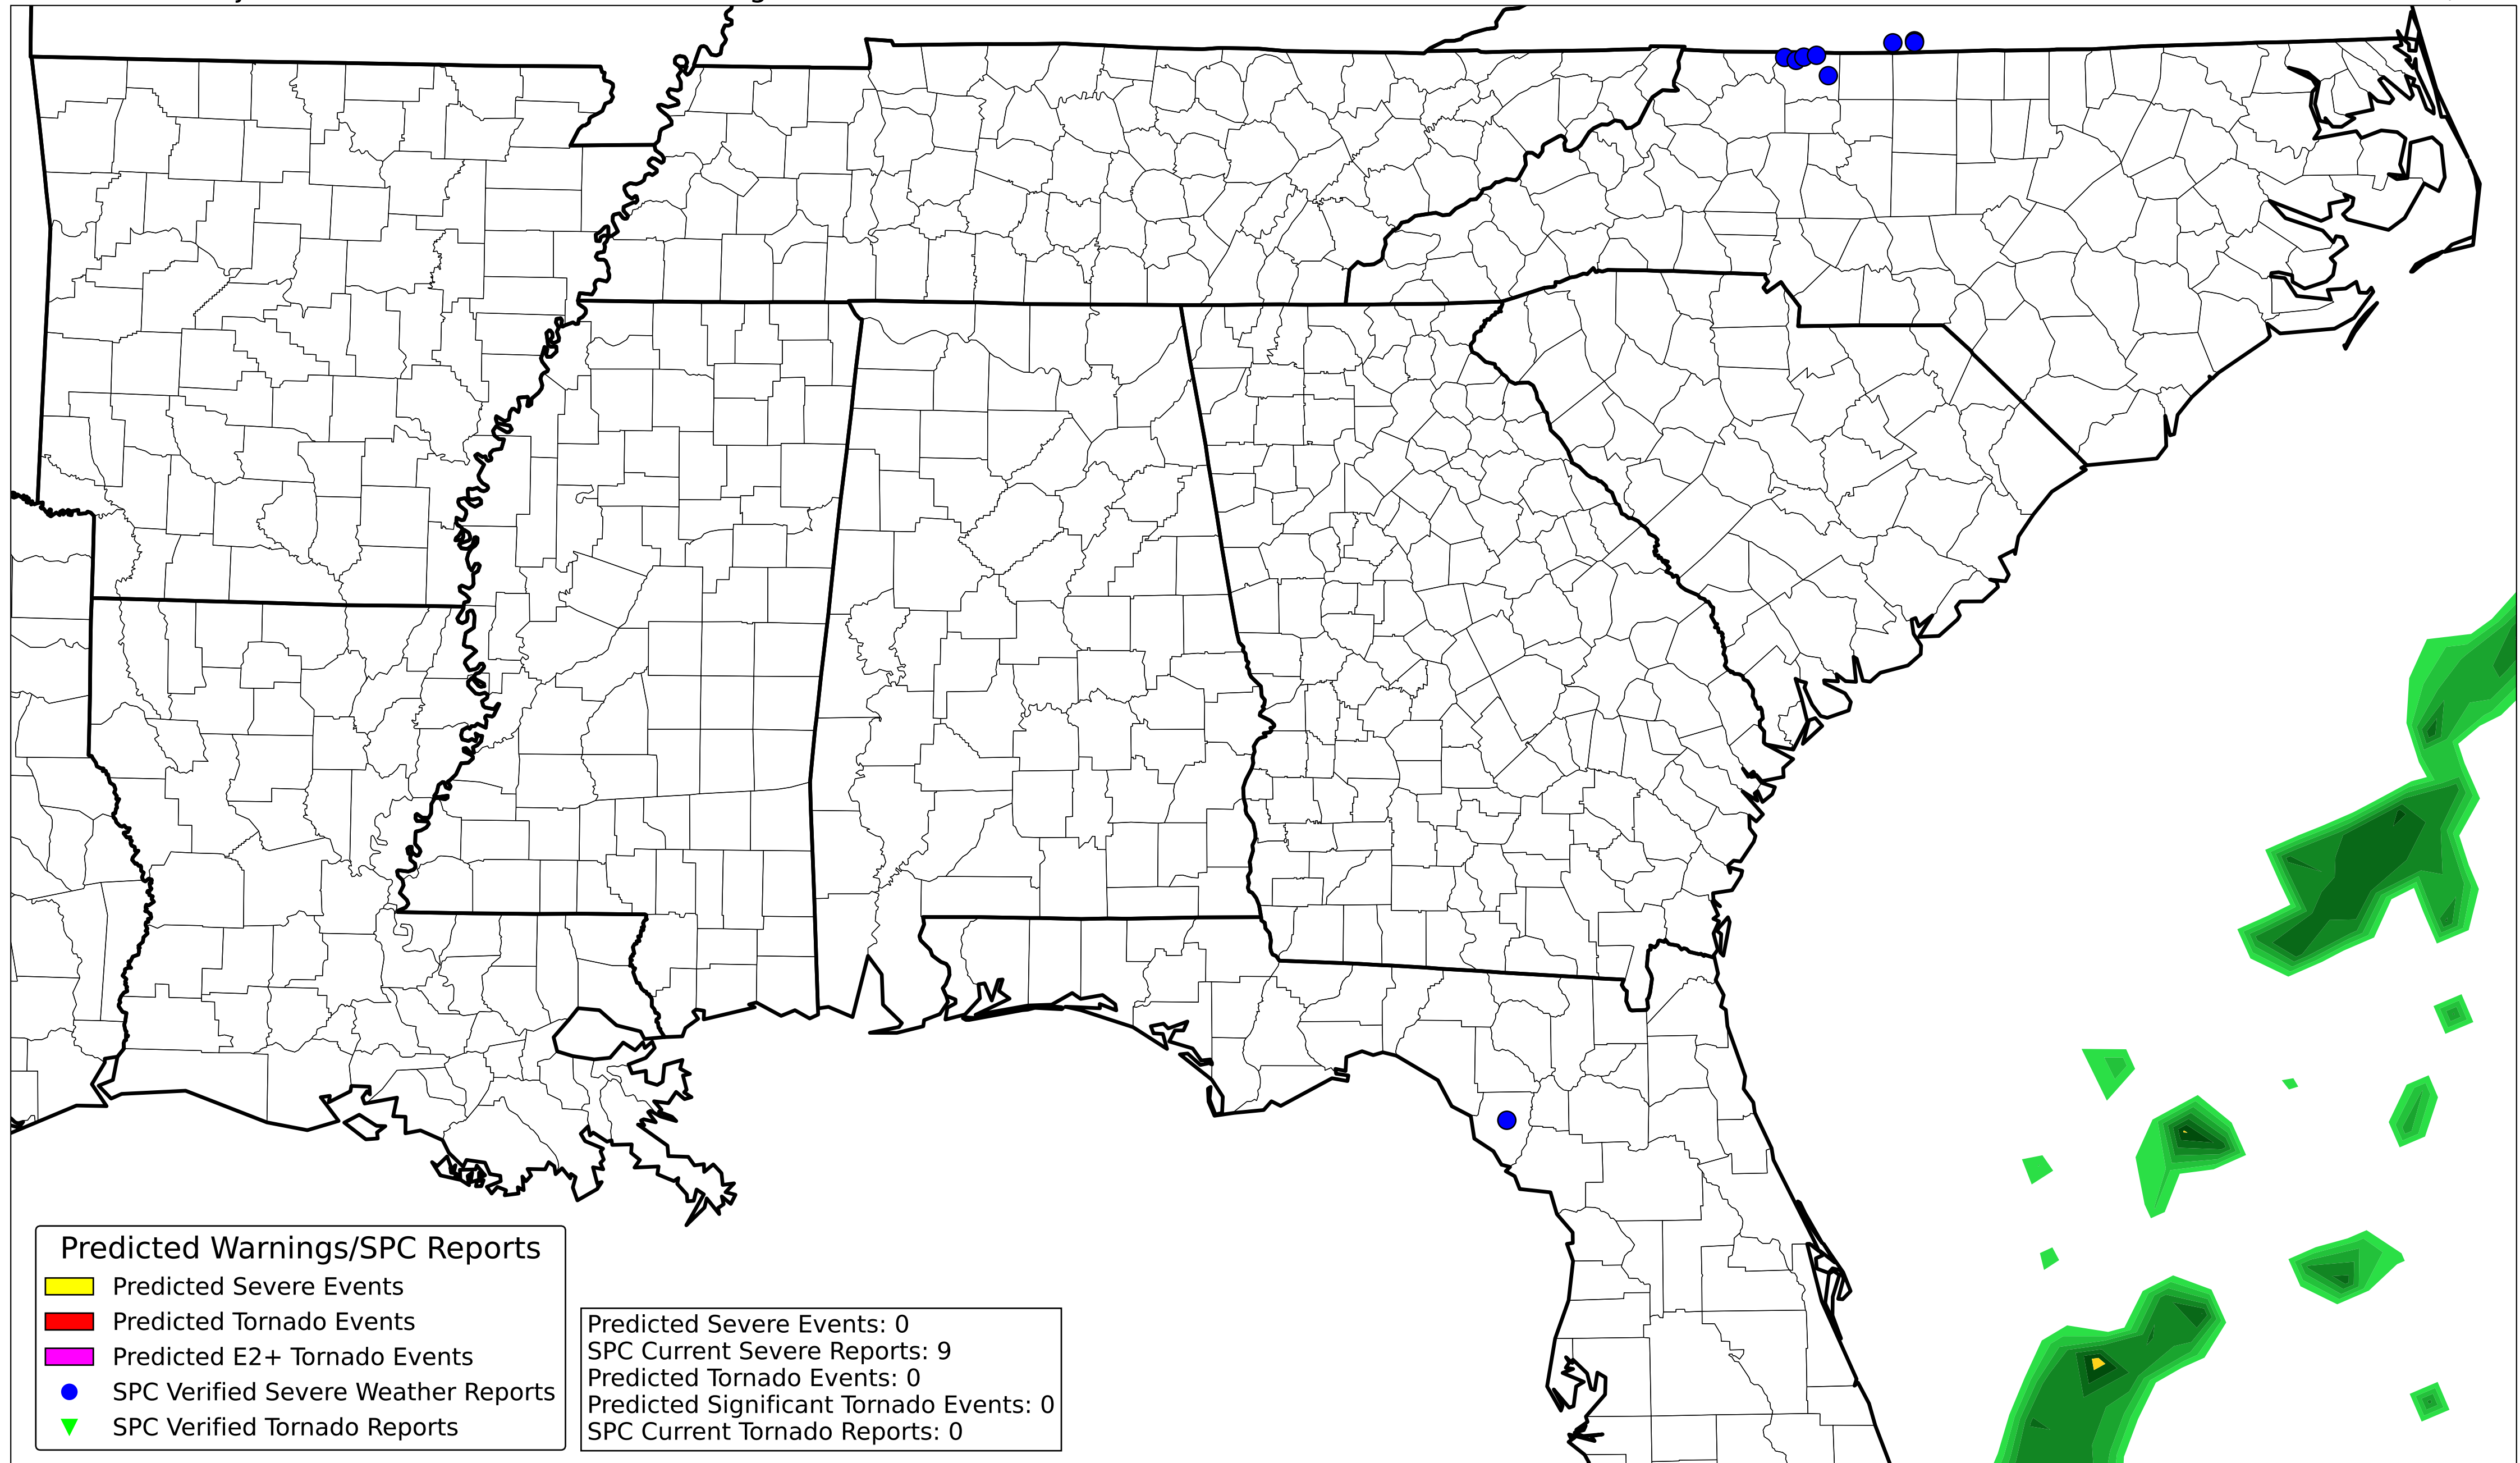 Predicted Warnings/SPC Reports
Predicted Severe Events
Predicted Tornado Events
Predicted E2+ Tornado Events
SPC Verified Severe Weather Reports
SPC Verified Tornado Reports
Predicted Severe Events: 0
SPC Current Severe Reports: 9
Predicted Tornado Events: 0
Predicted Significant Tornado Events: 0
SPC Current Tornado Reports: 0